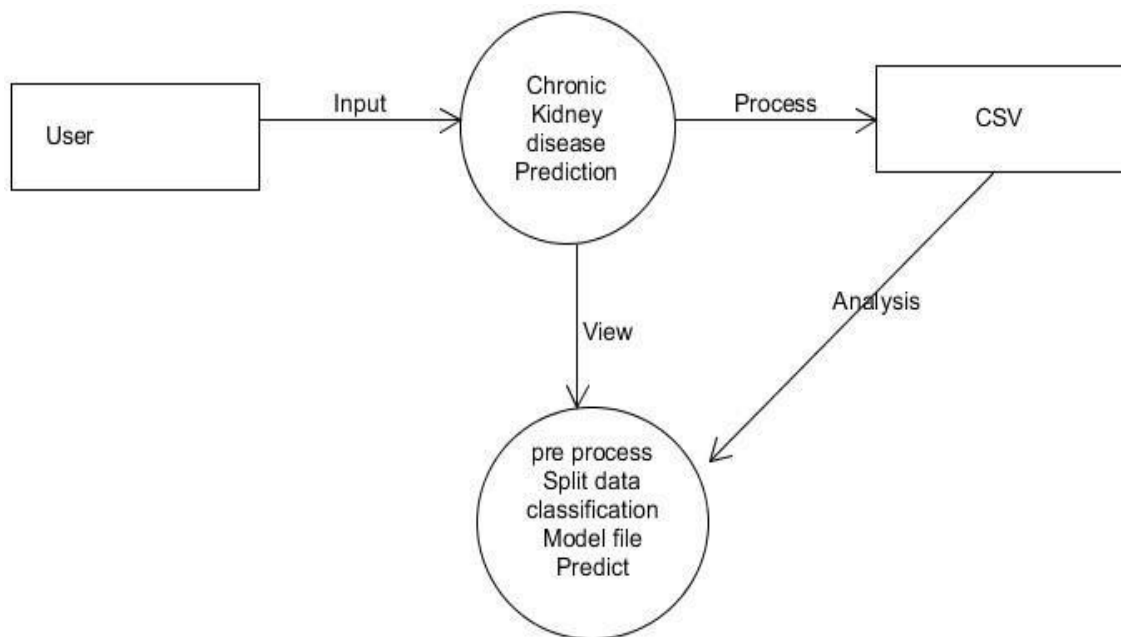 User
Input
Chronic
Kidney
disease
Prediction
Process
CSV
Analysis
View
pre process
Split data
classification
Model file
Predict